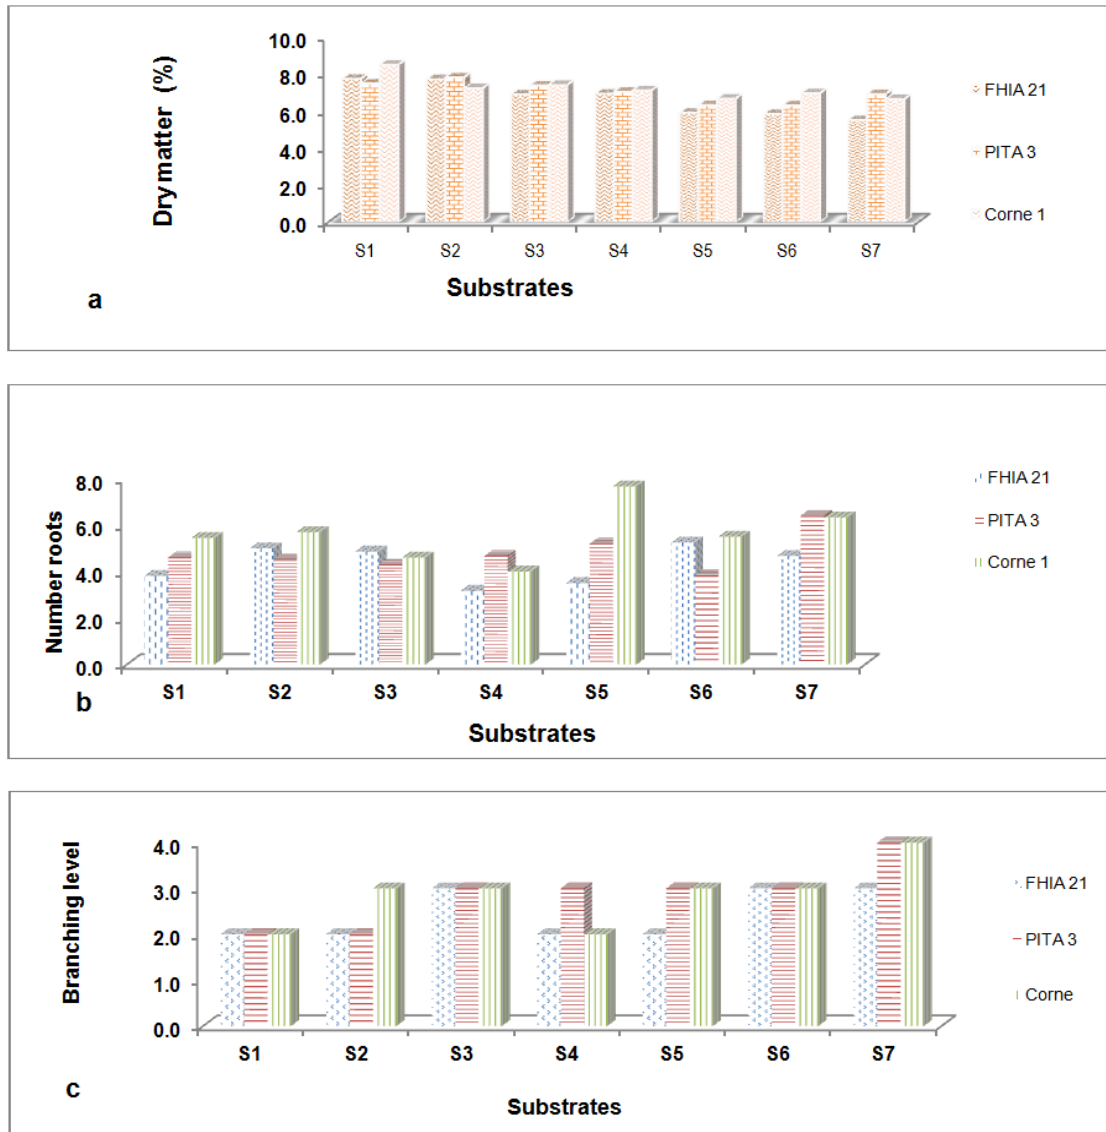 10.0
8.0
6.0
4.0
2.0
0.0
Dry matter (%)
S1 S2 S3 S4 S5 S6 S7
Substrates
FHIA 21
PITA 3
Corne 1
a
8.0
6.0
4.0
2.0
0.0
Number roots
S1 S2 S3 S4 S5 S6 S7
Substrates
FHIA 21
PITA 3
Corne 1
b
4.0
3.0
2.0
1.0
0.0
Branching level
S1 S2 S3 S4 S5 S6 S7
Substrates
FHIA 21
PITA 3
Corne
c